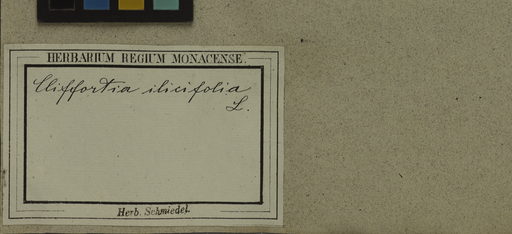 HERBARIUM REGIUM MONACENSE.
Cliffortia ilicifolia
L.
Herb. Schmiedel.